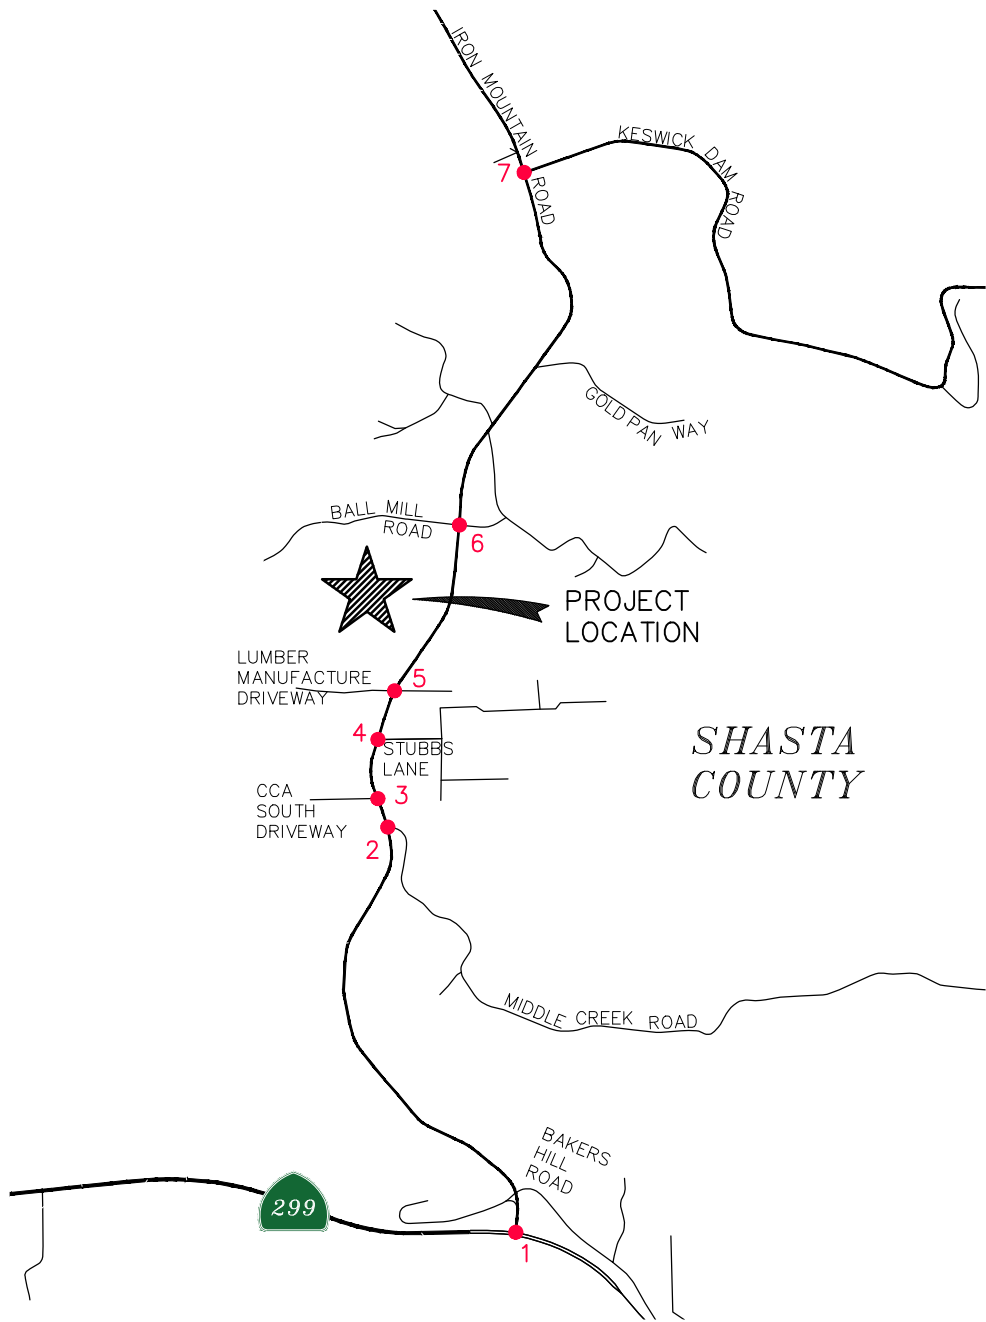 IRON MOUNTAIN ROAD
KESWICK DAM ROAD
7
GOLD PAN WAY
BALL MILL
ROAD
6
PROJECT
LOCATION
LUMBER
MANUFACTURE
DRIVEWAY
5
4
STUBBS
LANE
SHASTA
COUNTY
CCA
SOUTH
DRIVEWAY
3
2
MIDDLE CREEK ROAD
BAKERS
HILL
ROAD
299
1